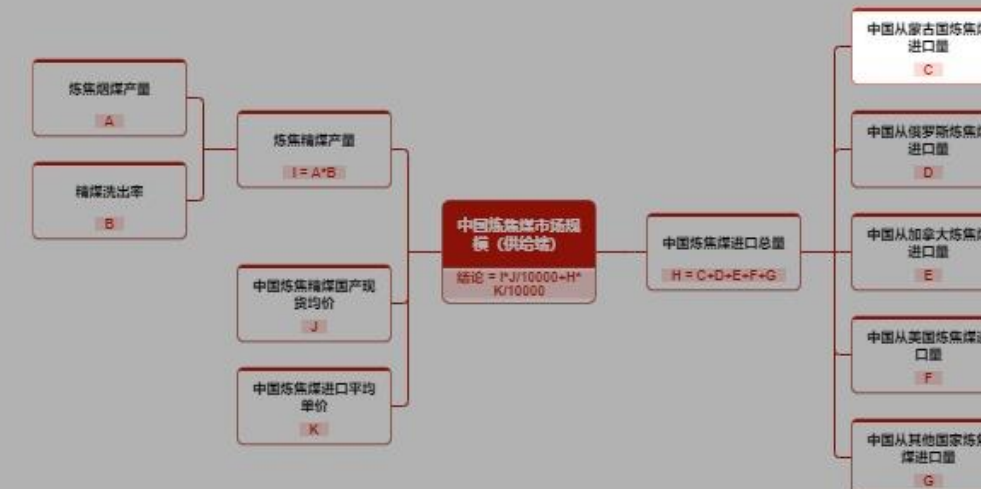 炼焦烟煤产量
A
精煤洗出率
B
炼焦精煤产量
I = A*B
中国炼焦精煤国产现
货均价
J
中国炼焦煤进口平均
单价
K
中国炼焦煤市场规
模（供给端）
结论 = I*J/10000+H*
K/10000
中国炼焦煤进口总量
H = C+D+E+F+G
中国从蒙古国炼焦煤
进口量
C
中国从俄罗斯炼焦煤
进口量
D
中国从加拿大炼焦煤
进口量
E
中国从美国炼焦煤进
口量
F
中国从其他国家炼焦
煤进口量
G